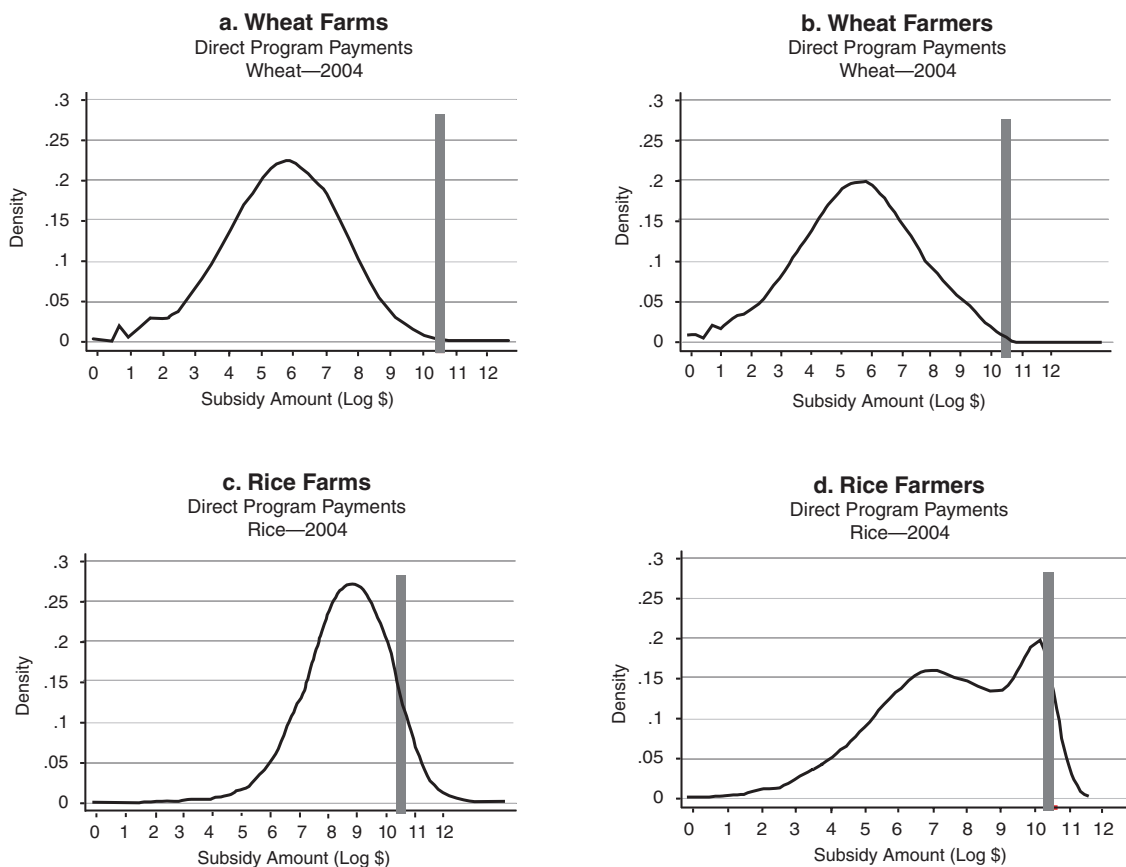 a. Wheat Farms
Direct Program Payments
Wheat—2004
.3
.25
.2
.15
.1
.05
0
Density
0 1 2 3 4 5 6 7 8 9 10 11 12
Subsidy Amount (Log $)
b. Wheat Farmers
Direct Program Payments
Wheat—2004
.3
.25
.2
.15
.1
.05
0
Density
0 1 2 3 4 5 6 7 8 9 10 11 12
Subsidy Amount (Log $)
c. Rice Farms
Direct Program Payments
Rice—2004
.3
.25
.2
.15
.1
.05
0
Density
0 1 2 3 4 5 6 7 8 9 10 11 12
Subsidy Amount (Log $)
d. Rice Farmers
Direct Program Payments
Rice—2004
.3
.25
.2
.15
.1
.05
0
Density
0 1 2 3 4 5 6 7 8 9 10 11 12
Subsidy Amount (Log $)